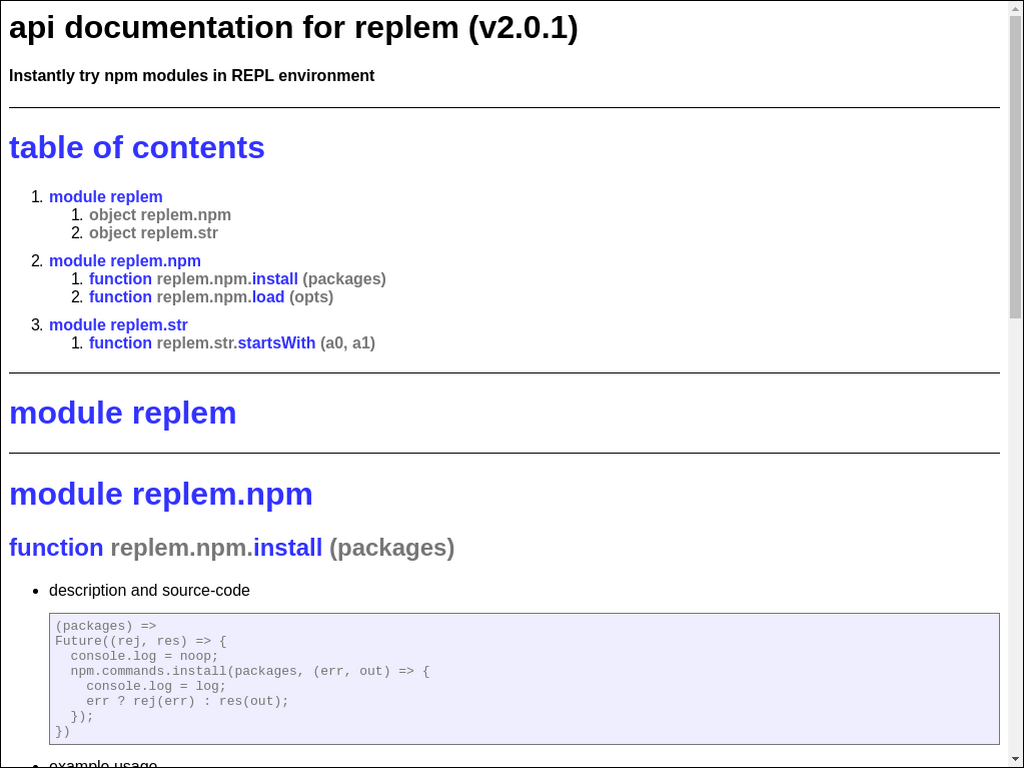 api documentation for replem (v2.0.1)
Instantly try npm modules in REPL environment
table of contents
1. module replem
1. object replem.npm
2. object replem.str
2. module replem.npm
1. function replem.npm.install (packages)
2. function replem.npm.load (opts)
3. module replem.str
1. function replem.str.startsWith (a0, a1)
module replem
module replem.npm
function replem.npm.install (packages)
• description and source-code
(packages) =>
Future((rej, res) => {
  console.log = noop;
  npm.commands.install(packages, (err, out) => {
    console.log = log;
    err ? rej(err) : res(out);
  });
})
• example usage